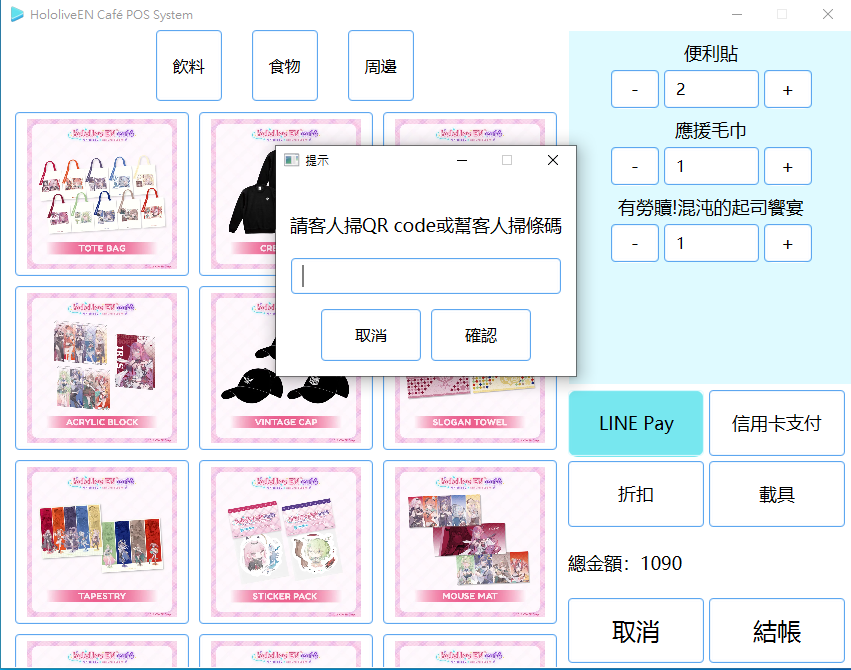 HololiveEN Café POS System
飲料
食物
周邊
TOTE BAG
ACRYLIC BLOCK
VINTAGE CAP
SLOGAN TOWEL
TAPESTRY
STICKER PACK
MOUSE MAT
提示
請客人掃QR code或幫客人掃條碼
取消
確認
便利貼
- 2 +
應援毛巾
- 1 +
有勞贖!混沌的起司饗宴
- 1 +
LINE Pay
信用卡支付
折扣
載具
總金額： 1090
取消
結帳